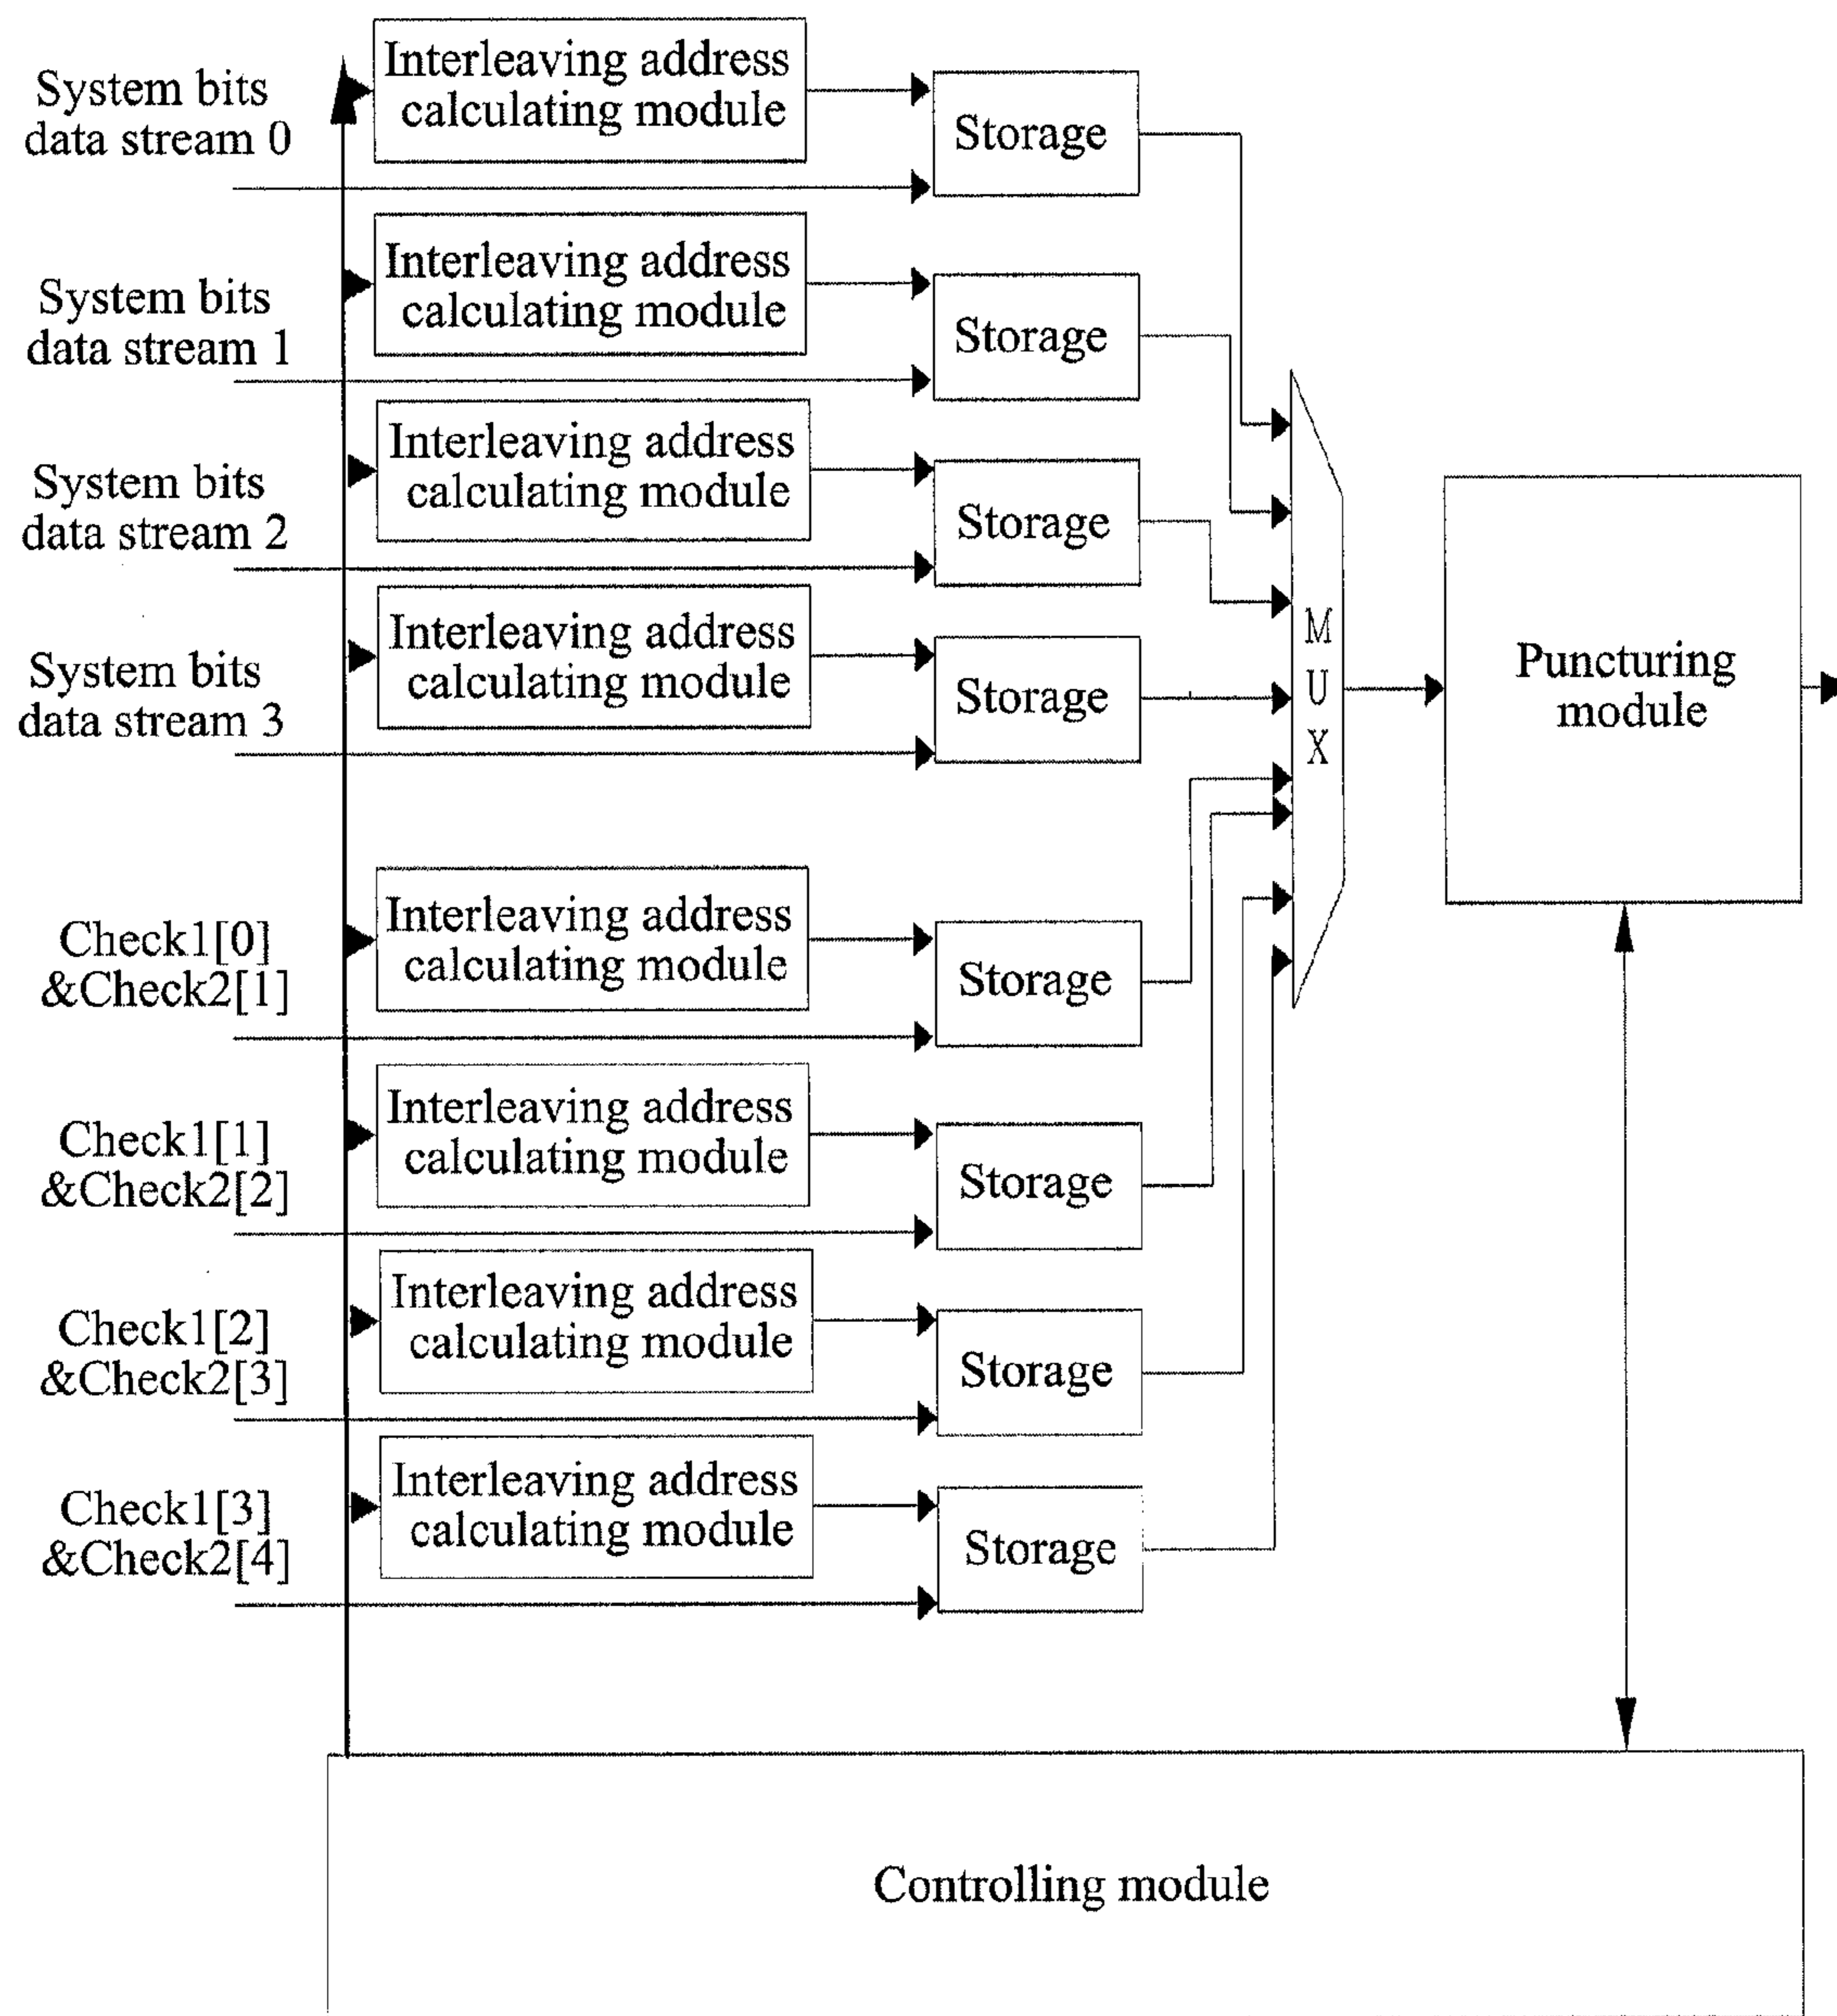 System bits
data stream 0
Interleaving address
calculating module
Storage
System bits
data stream 1
Interleaving address
calculating module
Storage
System bits
data stream 2
Interleaving address
calculating module
Storage
System bits
data stream 3
Interleaving address
calculating module
Storage
M
U
X
Puncturing
module
Check1[0]
&Check2[1]
Interleaving address
calculating module
Storage
Check1[1]
&Check2[2]
Interleaving address
calculating module
Storage
Check1[2]
&Check2[3]
Interleaving address
calculating module
Storage
Check1[3]
&Check2[4]
Interleaving address
calculating module
Storage
Controlling module